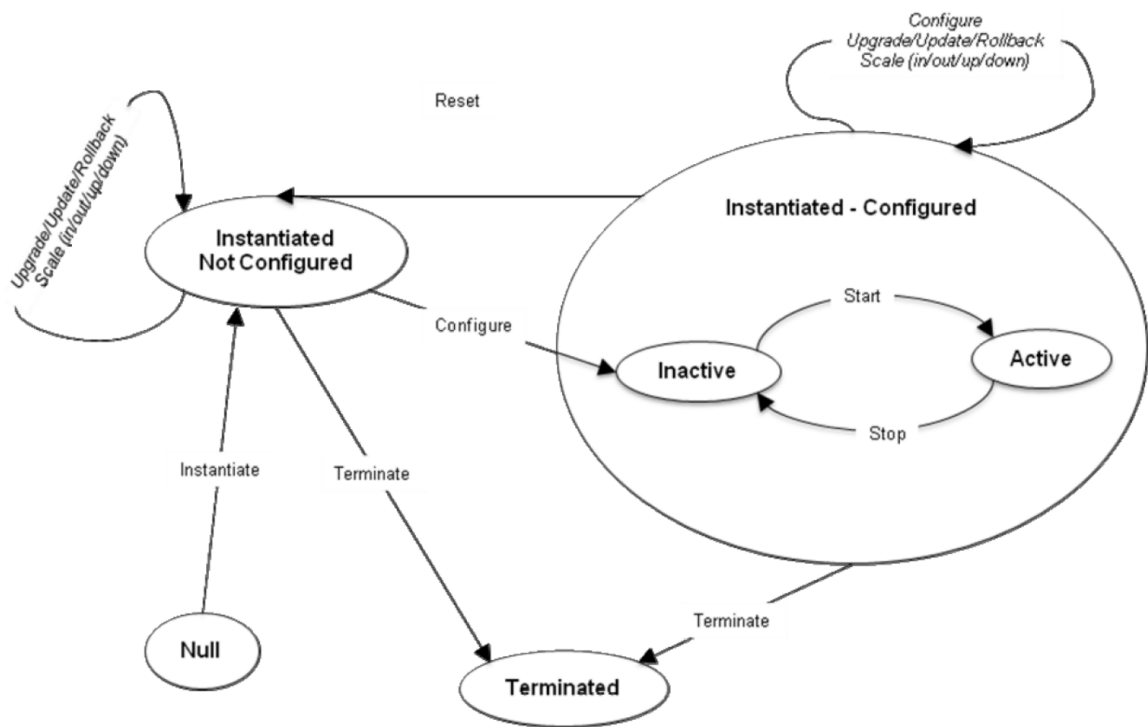 Configure
Upgrade/Update/Rollback
Scale (in/out/up/down)
Reset
Upgrade/Update/Rollback
Scale (in/out/up/down)
Instantiated - Configured
Instantiated
Not Configured
Start
Configure
Inactive
Active
Stop
Instantiate
Terminate
Terminate
Null
Terminated